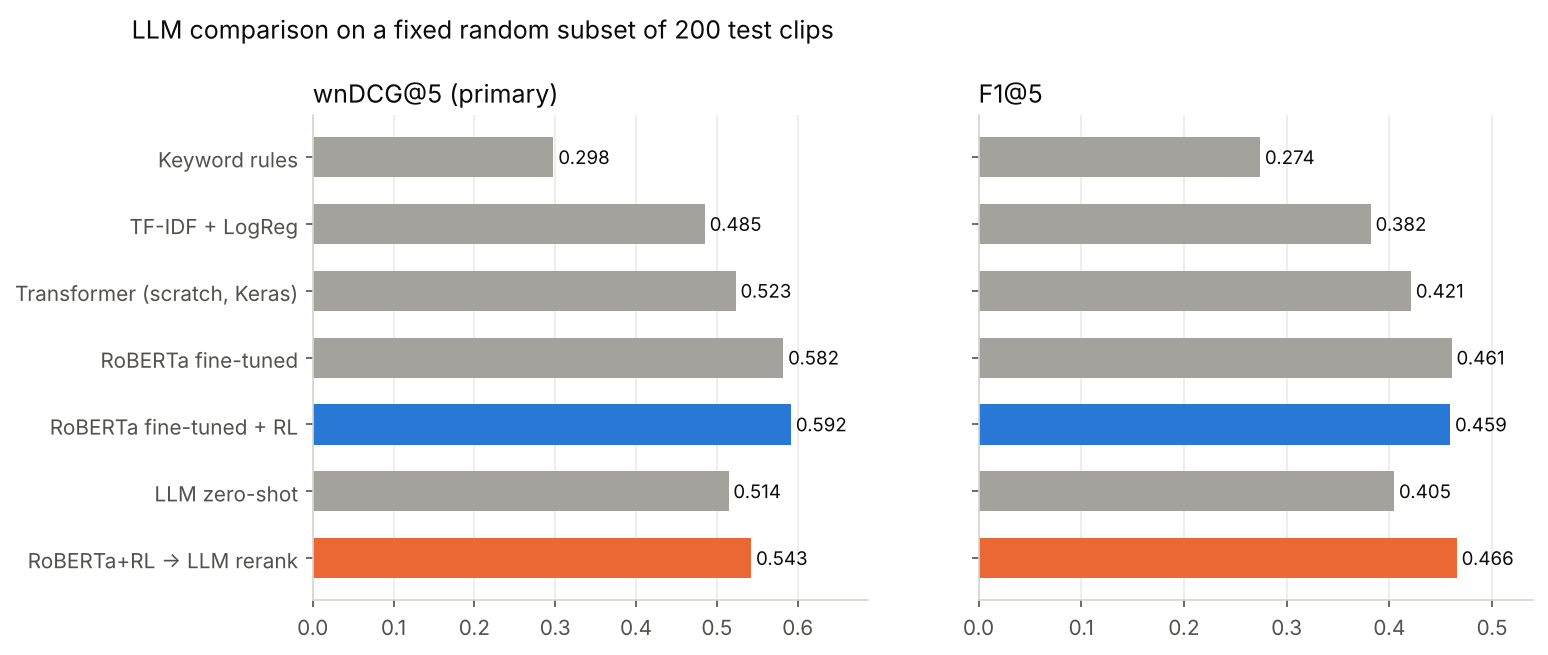 LLM comparison on a fixed random subset of 200 test clips
wnDCG@5 (primary)
Keyword rules 0.298
TF-IDF + LogReg 0.485
Transformer (scratch, Keras) 0.523
RoBERTa fine-tuned 0.582
RoBERTa fine-tuned + RL 0.592
LLM zero-shot 0.514
RoBERTa+RL → LLM rerank 0.543
0.0 0.1 0.2 0.3 0.4 0.5 0.6
F1@5
0.274
0.382
0.421
0.461
0.459
0.405
0.466
0.0 0.1 0.2 0.3 0.4 0.5